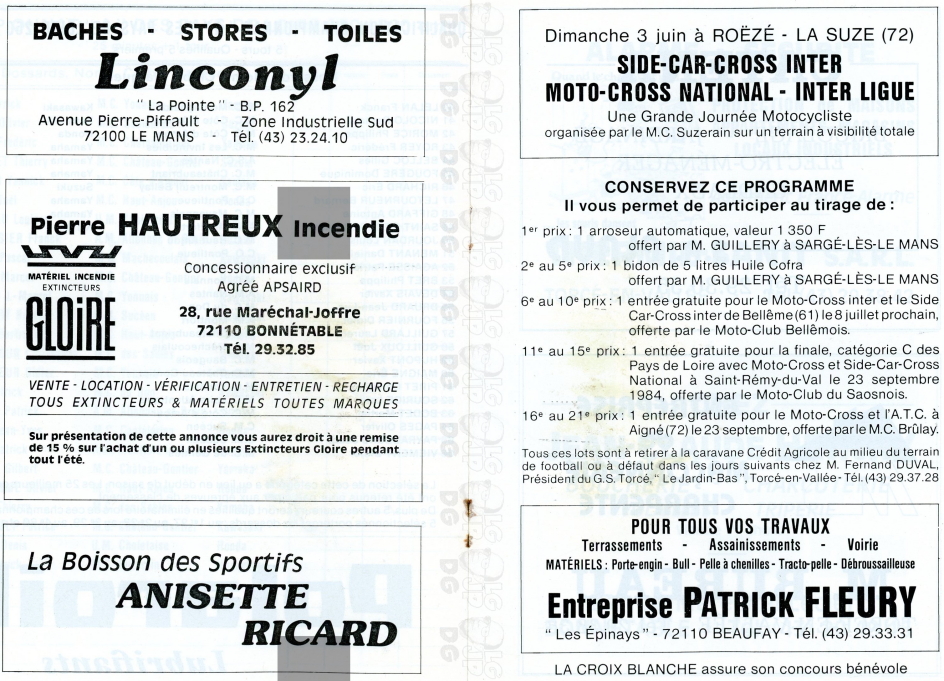 BACHES - STORES - TOILES
Linconyl
" La Pointe " - B.P. 162
Avenue Pierre-Piffault - Zone Industrielle Sud
72100 LE MANS - Tél. (43) 23.24.10
Pierre HAUTREUX Incendie
MATÉRIEL INCENDIE
EXTINCTEURS
GLOIRE
Concessionnaire exclusif
Agréé APSAIRD
28, rue Maréchal-Joffre
72110 BONNÉTABLE
Tél. 29.32.85
VENTE - LOCATION - VÉRIFICATION - ENTRETIEN - RECHARGE
TOUS EXTINCTEURS & MATÉRIELS TOUTES MARQUES
Sur présentation de cette annonce vous aurez droit à une remise
de 15 % sur l'achat d'un ou plusieurs Extincteurs Gloire pendant
tout l'été.
La Boisson des Sportifs
ANISETTE
RICARD
Dimanche 3 juin à ROËZÉ - LA SUZE (72)
SIDE-CAR-CROSS INTER
MOTO-CROSS NATIONAL - INTER LIGUE
Une Grande Journée Motocycliste
organisée par le M.C. Suzerain sur un terrain à visibilité totale
CONSERVEZ CE PROGRAMME
Il vous permet de participer au tirage de :
1er prix : 1 arroseur automatique, valeur 1 350 F
offert par M. GUILLERY à SARGÉ-LÈS-LE MANS
2e au 5e prix : 1 bidon de 5 litres Huile Cofra
offert par M. GUILLERY à SARGÉ-LÈS-LE MANS
6e au 10e prix : 1 entrée gratuite pour le Moto-Cross inter et le Side
Car-Cross inter de Bellême (61) le 8 juillet prochain,
offerte par le Moto-Club Bellêmois.
11e au 15e prix : 1 entrée gratuite pour la finale, catégorie C des
Pays de Loire avec Moto-Cross et Side-Car-Cross
National à Saint-Rémy-du-Val le 23 septembre
1984, offerte par le Moto-Club du Saosnois.
16e au 21e prix : 1 entrée gratuite pour le Moto-Cross et l'A.T.C. à
Aigné (72) le 23 septembre, offerte par le M.C. Brûlay.
Tous ces lots sont à retirer à la caravane Crédit Agricole au milieu du terrain
de football ou à défaut dans les jours suivants chez M. Fernand DUVAL,
Président du G.S. Torcé, " Le Jardin-Bas ", Torcé-en-Vallée - Tél. (43) 29.37.28
POUR TOUS VOS TRAVAUX
Terrassements - Assainissements - Voirie
MATÉRIELS : Porte-engin - Bull - Pelle à chenilles - Tracto-pelle - Débroussailleuse
Entreprise PATRICK FLEURY
" Les Épinays " - 72110 BEAUFAY - Tél. (43) 29.33.31
LA CROIX BLANCHE assure son concours bénévole